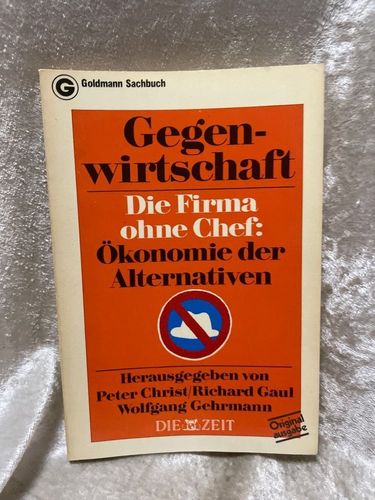 G Goldmann Sachbuch
Gegen-
wirtschaft
Die Firma
ohne Chef:
Ökonomie der
Alternativen
Herausgegeben von
Peter Christ/Richard Gaul
Wolfgang Gehrmann
DIE ZEIT
Original
ausgabe